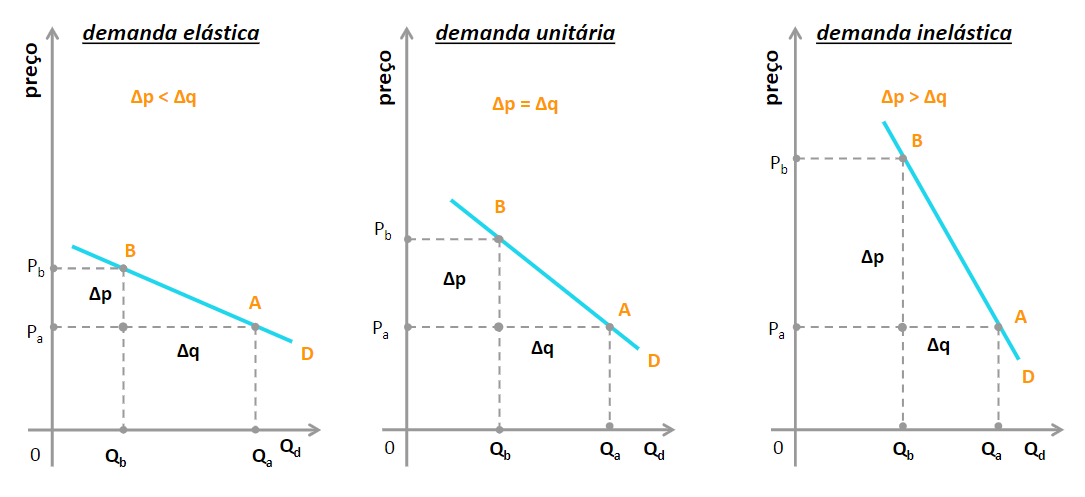 demanda elástica
preço
Δp < Δq
B
P_b
Δp
A
P_a
Δq
D
0
Q_b
Q_a
Q_d
demanda unitária
preço
Δp = Δq
B
P_b
Δp
A
P_a
Δq
D
0
Q_b
Q_a
Q_d
demanda inelástica
preço
Δp > Δq
B
P_b
Δp
A
P_a
Δq
D
0
Q_b
Q_a
Q_d